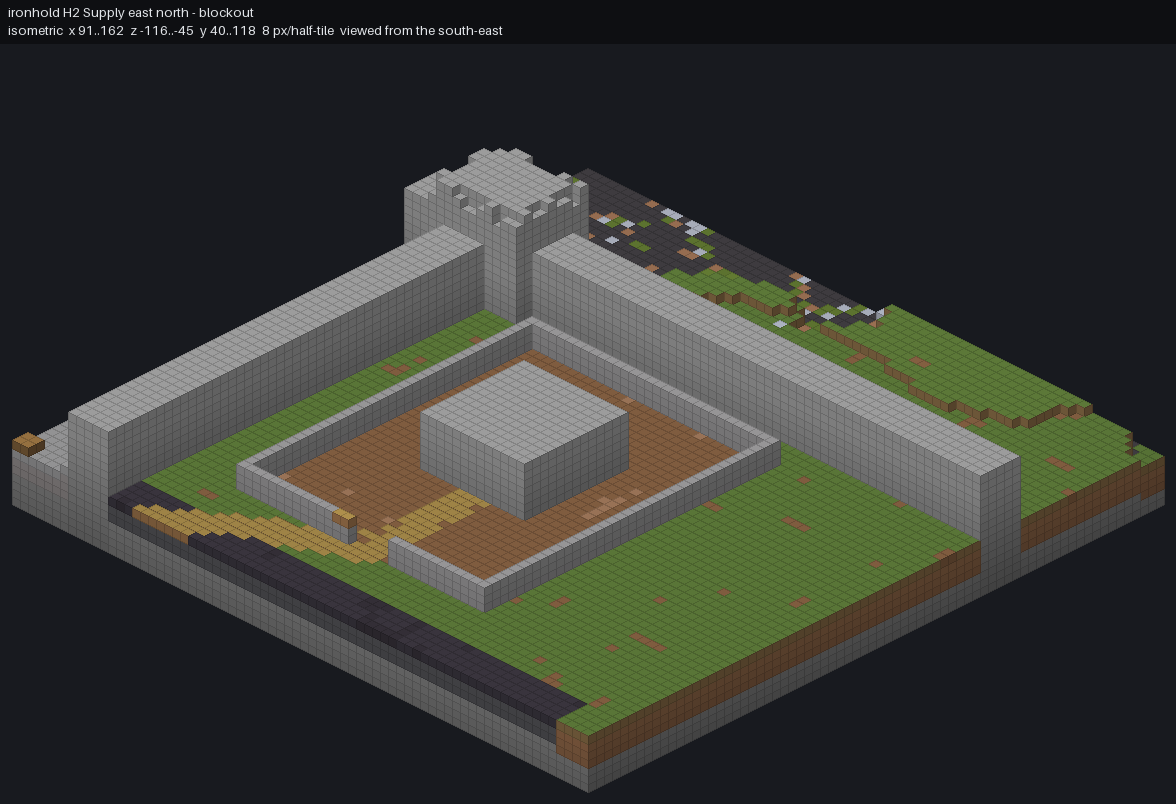 ironhold H2 Supply east north - blockout
isometric  x 91..162  z -116..-45  y 40..118  8 px/half-tile  viewed from the south-east